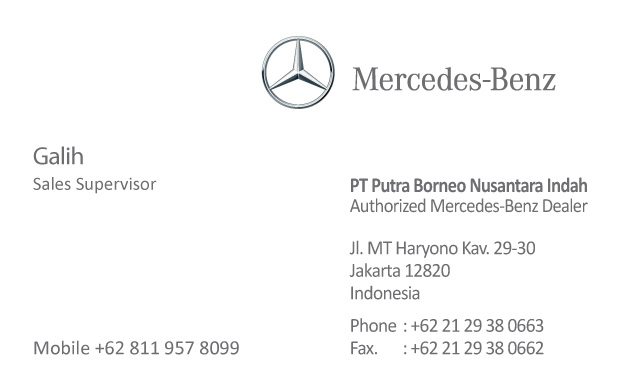 Mercedes-Benz
Galih
Sales Supervisor
PT Putra Borneo Nusantara Indah
Authorized Mercedes-Benz Dealer
Jl. MT Haryono Kav. 29-30
Jakarta 12820
Indonesia
Phone : +62 21 29 38 0663
Fax. : +62 21 29 38 0662
Mobile +62 811 957 8099